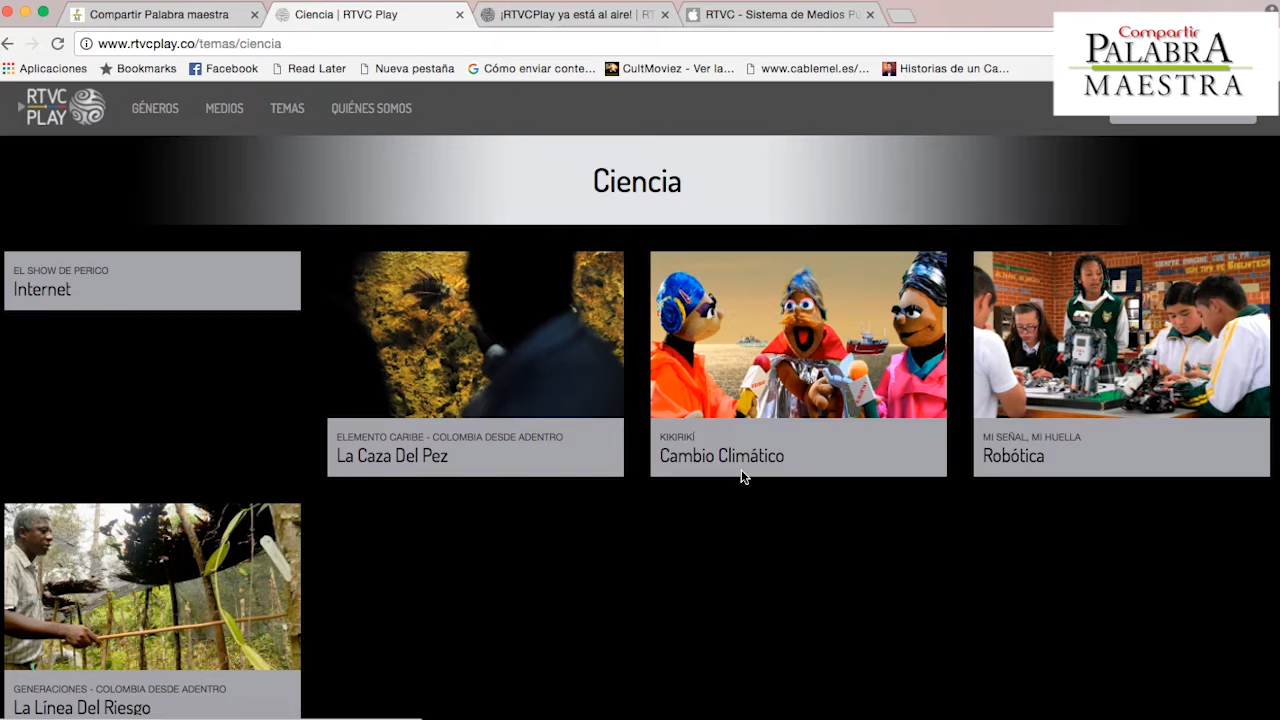 Compartir Palabra maestra
Ciencia | RTVC Play
¡RTVCPlay ya está al aire! | RT
RTVC - Sistema de Medios Pú
www.rtvcplay.co/temas/ciencia
Aplicaciones
Bookmarks
Facebook
Read Later
Nueva pestaña
Cómo enviar conte...
CultMoviez - Ver la...
www.cablemel.es/...
Historias de un Ca...
Compartir
PALABRA
MAESTRA
RTVC
PLAY
GÉNEROS
MEDIOS
TEMAS
QUIÉNES SOMOS
Ciencia
EL SHOW DE PERICO
Internet
ELEMENTO CARIBE - COLOMBIA DESDE ADENTRO
La Caza Del Pez
KIKIRIKÍ
Cambio Climático
MI SEÑAL, MI HUELLA
Robótica
GENERACIONES - COLOMBIA DESDE ADENTRO
La Línea Del Riesgo